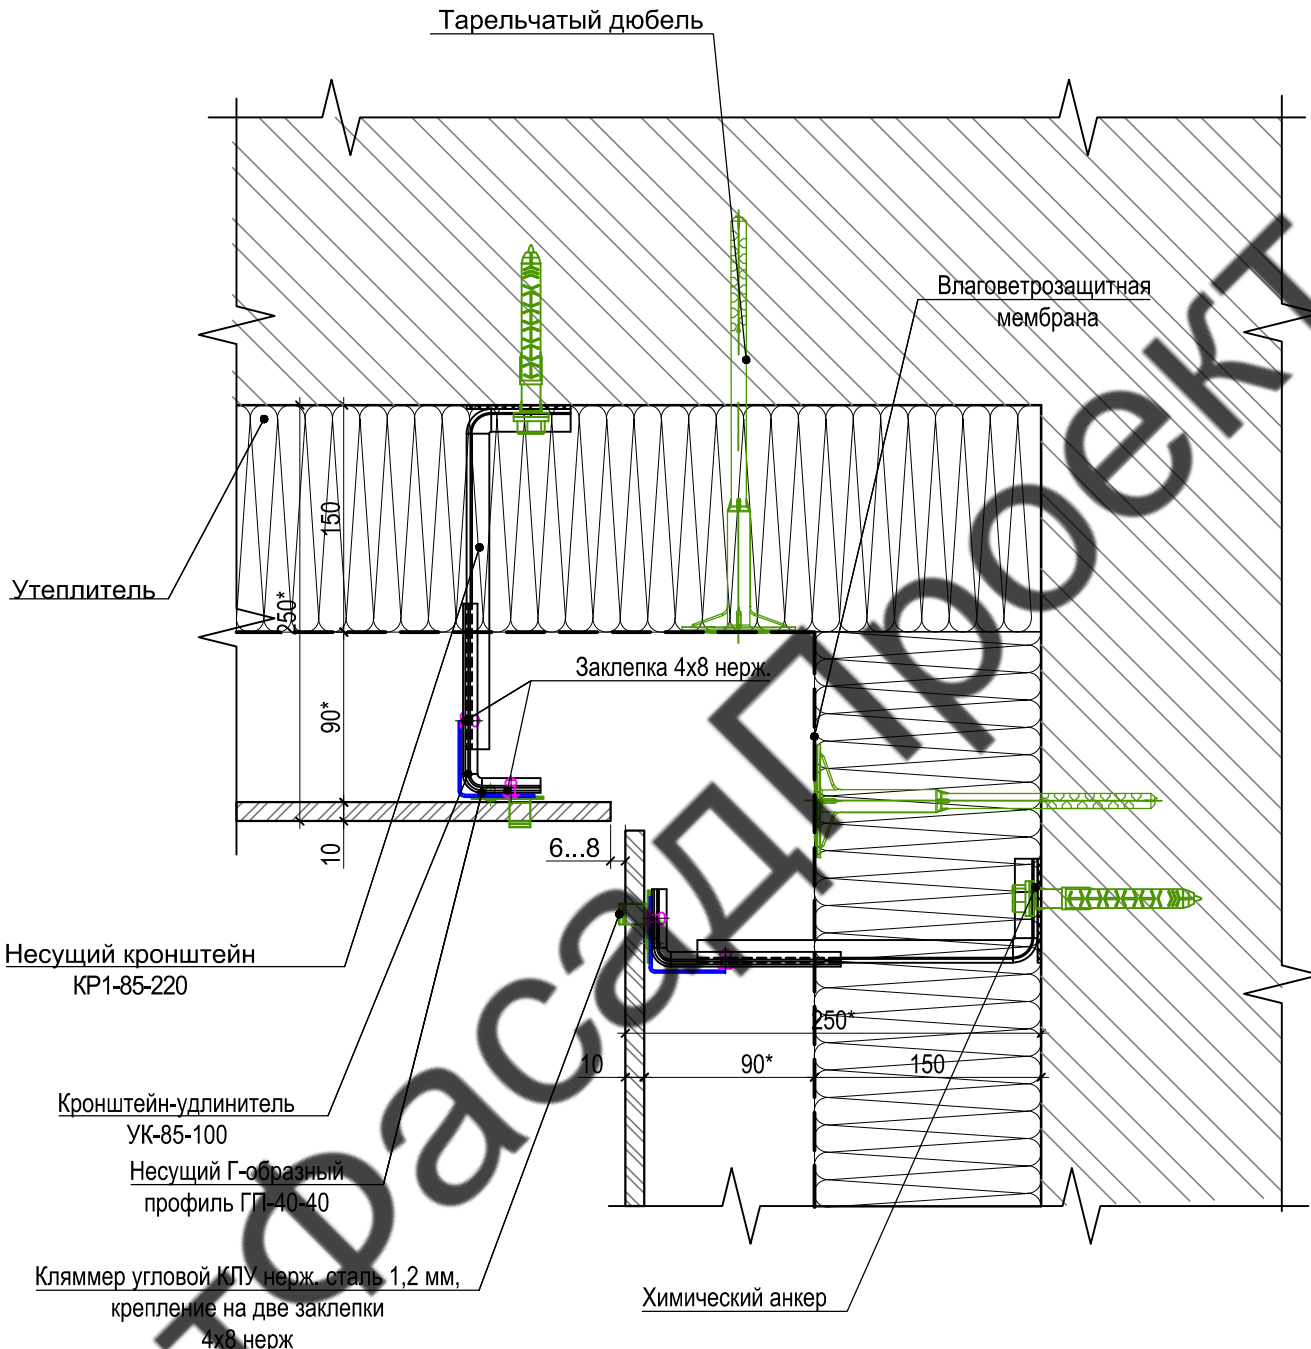 Тарельчатый дюбель
Влаговетрозащитная
мембрана
150
Утеплитель
250*
Заклепка 4х8 нерж.
90*
10
6...8
Несущий кронштейн
КР1-85-220
250*
10
90*
150
Кронштейн-удлинитель
УК-85-100
Несущий Г-образный
профиль ГП-40-40
Кляммер угловой КЛУ нерж. сталь 1,2 мм,
крепление на две заклепки
4х8 нерж
Химический анкер
тФасадПроект